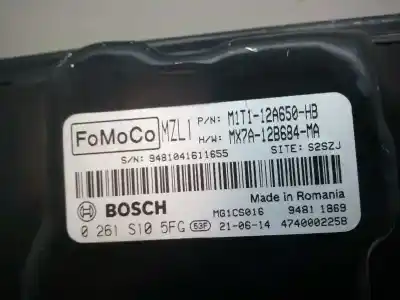 FoMoCo MZL1 P/N: M1T1-12A650-HB
H/W: MX7A-12B684-MA
S/N: 9481041611655 SITE: S2SZJ
Made in Romania
BOSCH MG1CS016 9481 1869
0 261 S10 5FG 63F 21-06-14 4740002258